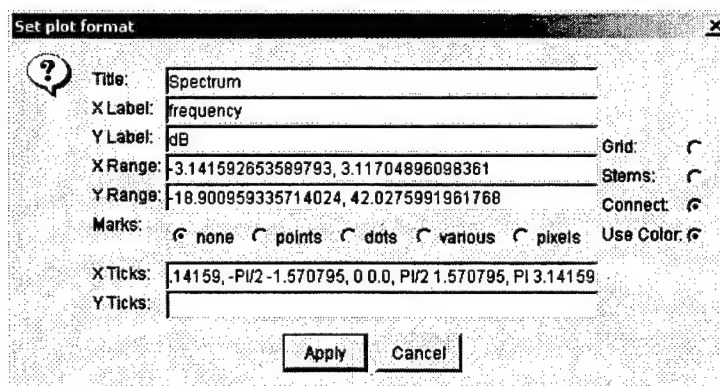 Set plot format
Title: Spectrum
X Label: frequency
Y Label: dB
X Range: -3.141592653589793, 3.11704896098361
Y Range: -18.900959335714024, 42.0275991961768
Marks: none points dots various pixels
X Ticks: .14159, -PI/2 -1.570795, 0 0.0, PI/2 1.570795, PI 3.14159
Y Ticks:
Grid:
Stems:
Connect:
Use Color:
Apply Cancel